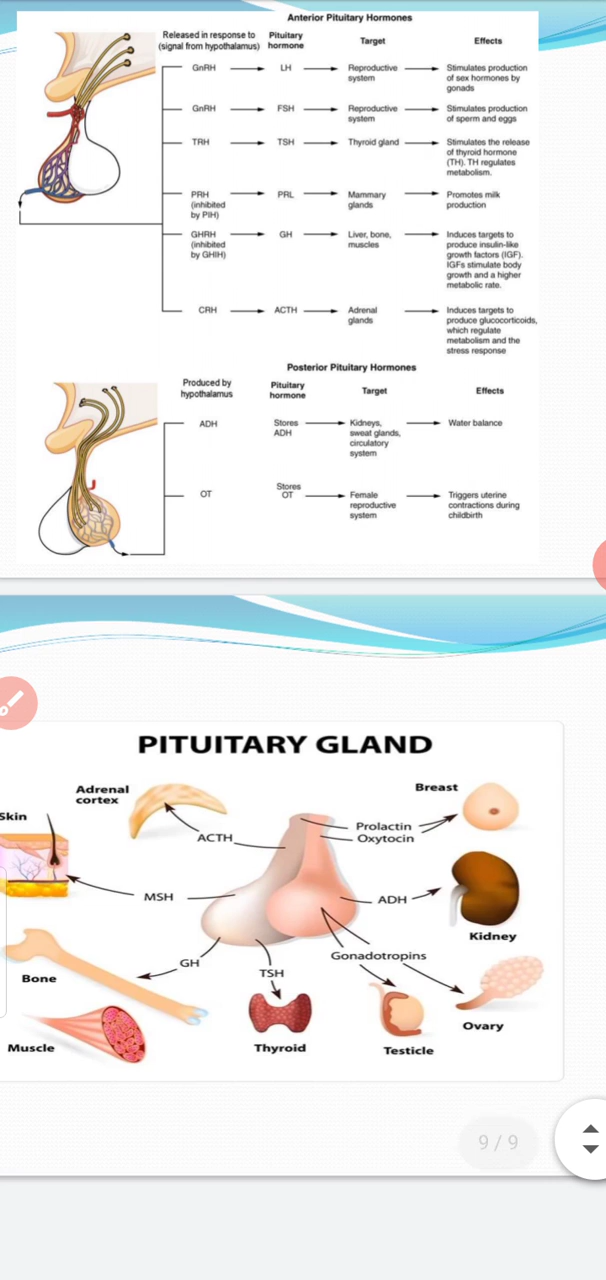 Anterior Pituitary Hormones
Released in response to
(signal from hypothalamus)
Pituitary
hormone
Target
Effects
GnRH
LH
Reproductive
system
Stimulates production
of sex hormones by
gonads
GnRH
FSH
Reproductive
system
Stimulates production
of sperm and eggs
TRH
TSH
Thyroid gland
Stimulates the release
of thyroid hormone
(TH). TH regulates
metabolism.
PRH
(inhibited
by PIH)
PRL
Mammary
glands
Promotes milk
production
GHRH
(inhibited
by GHIH)
GH
Liver, bone,
muscles
Induces targets to
produce insulin-like
growth factors (IGF).
IGFs stimulate body
growth and a higher
metabolic rate.
CRH
ACTH
Adrenal
glands
Induces targets to
produce glucocorticoids,
which regulate
metabolism and the
stress response
Posterior Pituitary Hormones
Produced by
hypothalamus
Pituitary
hormone
Target
Effects
ADH
Stores
ADH
Kidneys,
sweat glands,
circulatory
system
Water balance
OT
Stores
OT
Female
reproductive
system
Triggers uterine
contractions during
childbirth
PITUITARY GLAND
Adrenal
cortex
Breast
Skin
ACTH
Prolactin
Oxytocin
MSH
ADH
Kidney
GH
TSH
Gonadotropins
Bone
Muscle
Thyroid
Testicle
Ovary
9 / 9